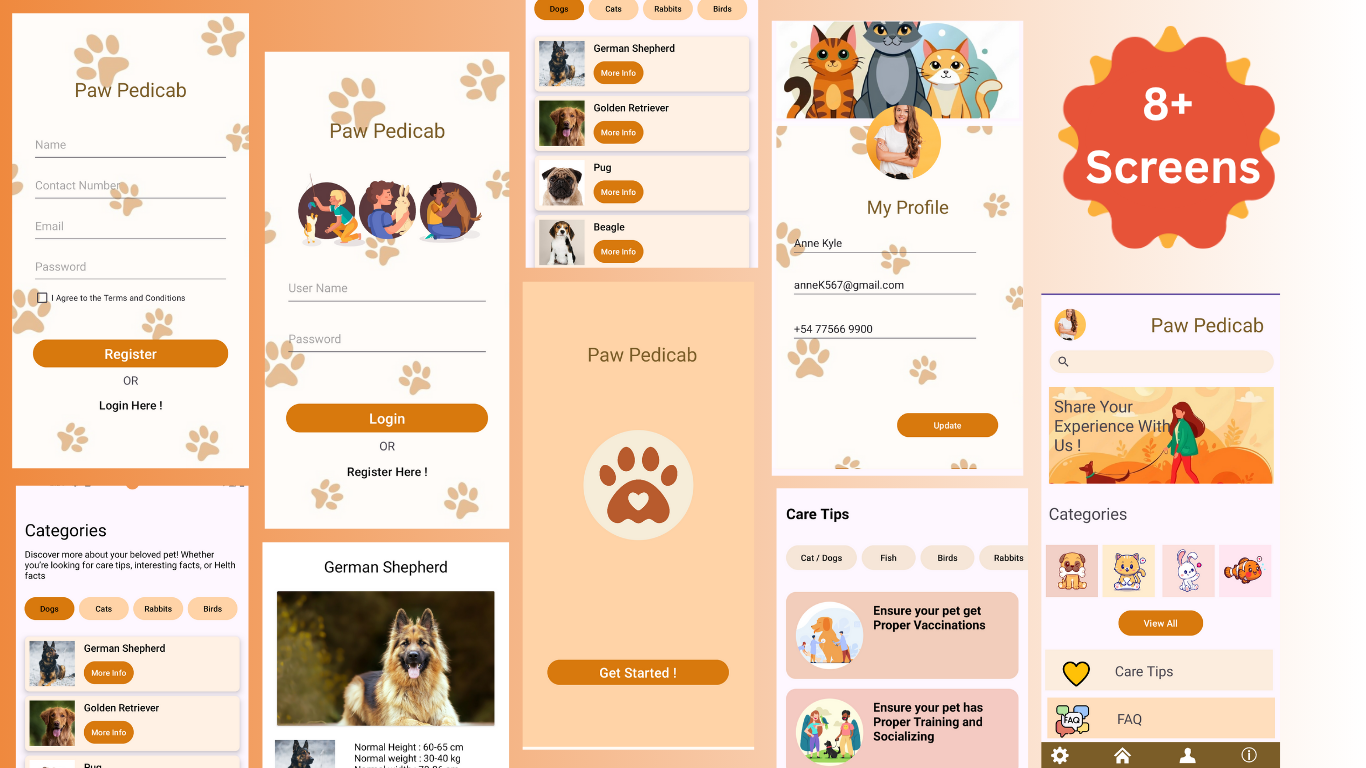 Paw Pedicab
Name
Contact Number
Email
Password
I Agree to the Terms and Conditions
Register
OR
Login Here !
Categories
Discover more about your beloved pet! Whether
you're looking for care tips, interesting facts, or Helth
facts
Dogs
Cats
Rabbits
Birds
German Shepherd
More Info
Golden Retriever
More Info
Pug
Paw Pedicab
User Name
Password
Login
OR
Register Here !
German Shepherd
Normal Height : 60-65 cm
Normal weight : 30-40 kg
Dogs
Cats
Rabbits
Birds
German Shepherd
More Info
Golden Retriever
More Info
Pug
More Info
Beagle
More Info
Paw Pedicab
Get Started !
My Profile
Anne Kyle
anneK567@gmail.com
+54 77566 9900
Update
Care Tips
Cat / Dogs
Fish
Birds
Rabbits
Ensure your pet get
Proper Vaccinations
Ensure your pet has
Proper Training and
Socializing
8+
Screens
Paw Pedicab
Share Your
Experience With
Us !
Categories
View All
Care Tips
FAQ
FAQ